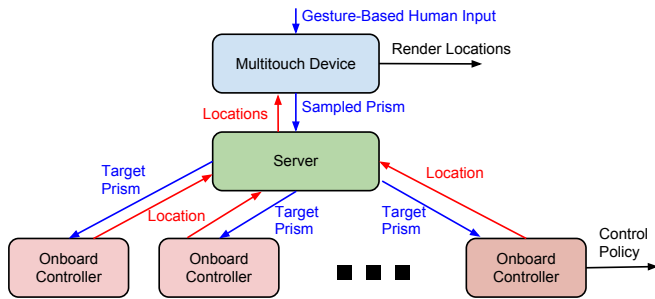 Gesture-Based Human Input
Multitouch Device
Render Locations
Locations
Sampled Prism
Server
Target
Prism
Location
Target
Prism
Target
Prism
Location
Onboard
Controller
Onboard
Controller
Onboard
Controller
Control
Policy